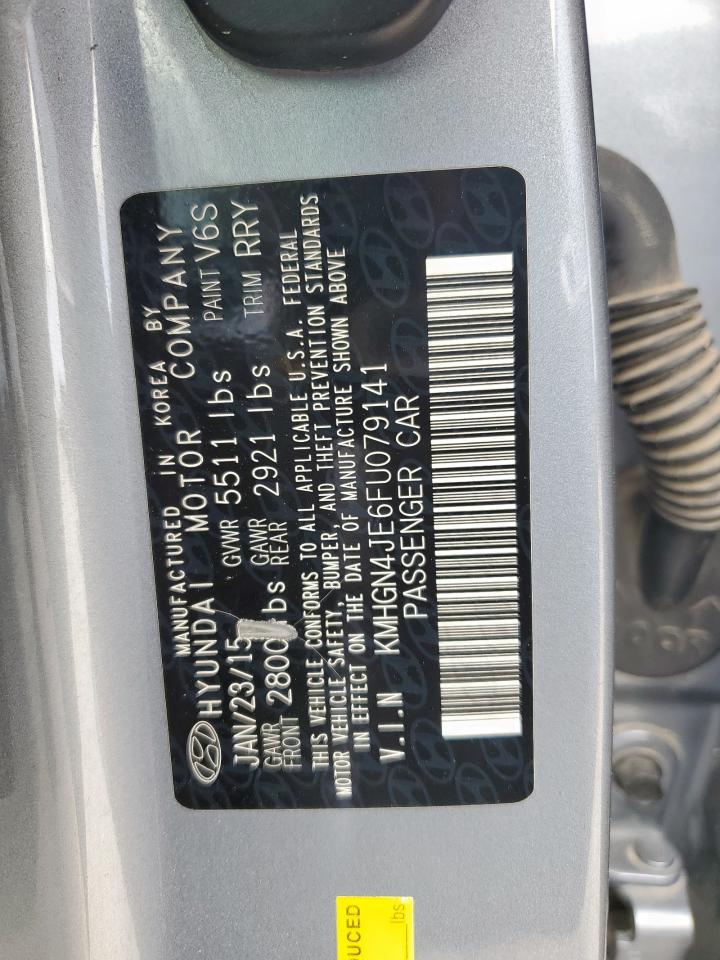 MANUFACTURED IN KOREA BY
HYUNDAI MOTOR COMPANY
JAN/23/15 GVWR 5511 lbs PAINT V6S
GAWR FRONT 2800 lbs GAWR REAR 2921 lbs TRIM RRY
THIS VEHICLE CONFORMS TO ALL APPLICABLE U.S.A. FEDERAL
MOTOR VEHICLE SAFETY, BUMPER, AND THEFT PREVENTION STANDARDS
IN EFFECT ON THE DATE OF MANUFACTURE SHOWN ABOVE
V.I.N KMHGN4JE6FU079141
PASSENGER CAR
lbs